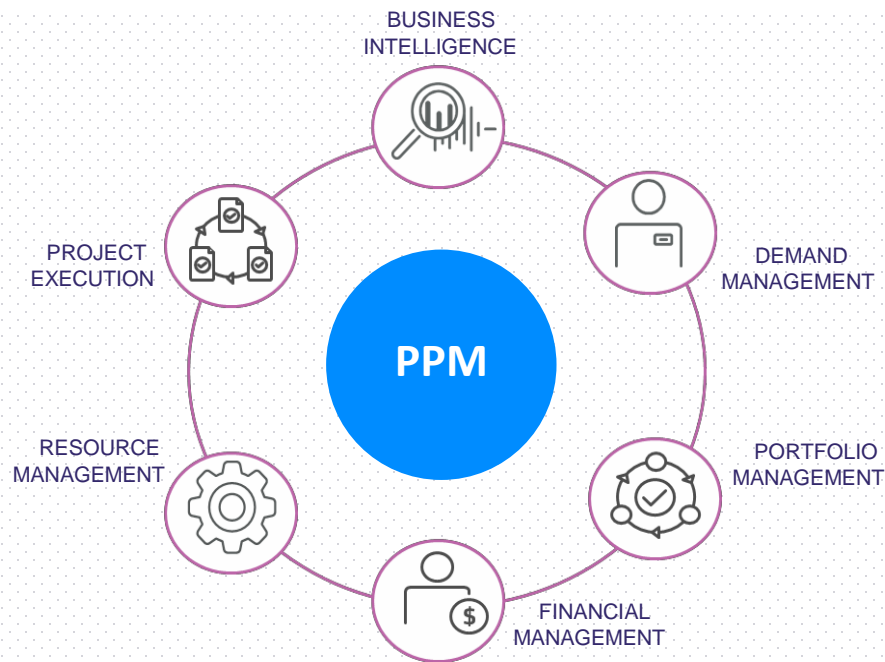 BUSINESS
INTELLIGENCE
PROJECT
EXECUTION
DEMAND
MANAGEMENT
PPM
RESOURCE
MANAGEMENT
PORTFOLIO
MANAGEMENT
$
FINANCIAL
MANAGEMENT